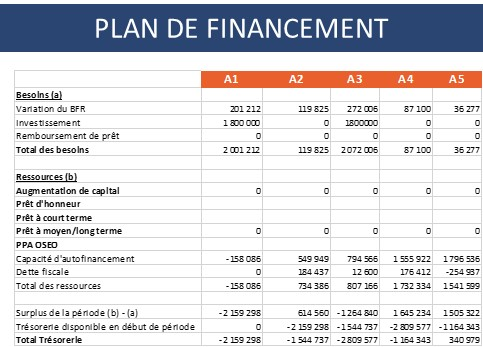 PLAN DE FINANCEMENT
A1 A2 A3 A4 A5
Besoins (a)
Variation du BFR 201 212 119 825 272 006 87 100 36 277
Investissement 1 800 000 0 1800000 0 0
Remboursement de prêt 0 0 0 0 0
Total des besoins 2 001 212 119 825 2 072 006 87 100 36 277
Ressources (b)
Augmentation de capital 0 0 0 0 0
Prêt d'honneur
Prêt à court terme
Prêt à moyen/long terme 0 0 0 0 0
PPA OSEO
Capacité d'autofinancement -158 086 549 949 794 566 1 555 922 1 796 536
Dette fiscale 0 184 437 12 600 176 412 -254 937
Total des ressources -158 086 734 386 807 166 1 732 334 1 541 599
Surplus de la période (b) - (a) -2 159 298 614 560 -1 264 840 1 645 234 1 505 322
Trésorerie disponible en début de période 0 -2 159 298 -1 544 737 -2 809 577 -1 164 343
Total Trésorerie -2 159 298 -1 544 737 -2 809 577 -1 164 343 340 979